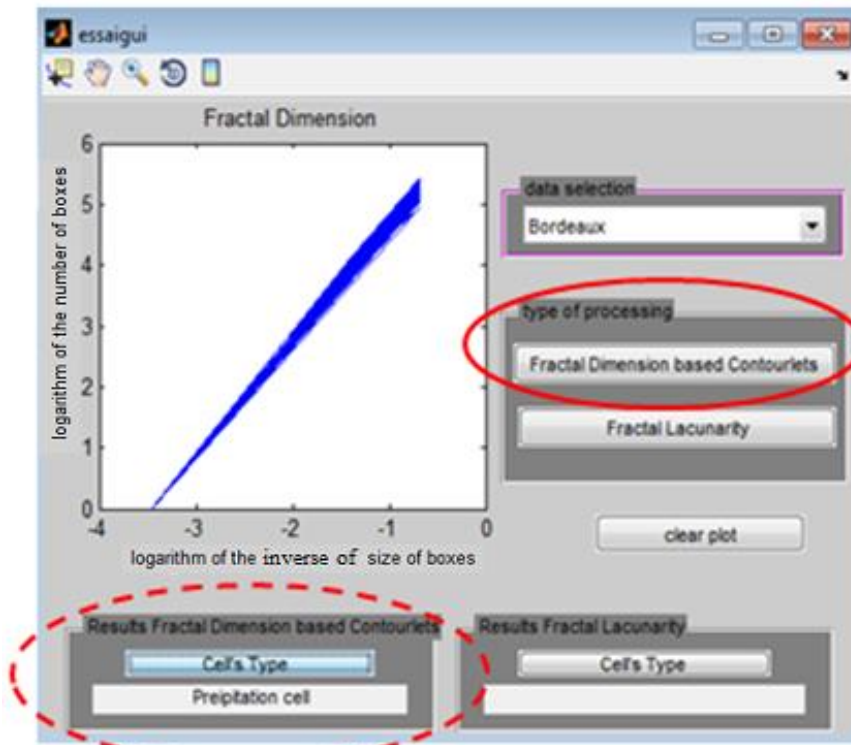 essaigui
Fractal Dimension
6
5
4
3
2
1
0
-4 -3 -2 -1 0
logarithm of the number of boxes
logarithm of the inverse of size of boxes
data selection
Bordeaux
type of processing
Fractal Dimension based Contourlets
Fractal Lacunarity
clear plot
Results Fractal Dimension based Contourlets
Cell's Type
Preipitation cell
Results Fractal Lacunarity
Cell's Type